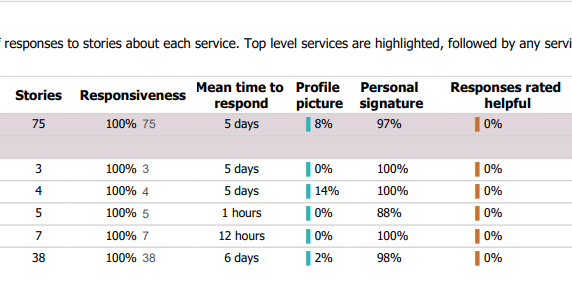 responses to stories about each service. Top level services are highlighted, followed by any
Stories Responsiveness Mean time to respond Profile picture Personal signature Responses rated helpful
75 100% 75 5 days 8% 97% 0%
3 100% 3 5 days 0% 100% 0%
4 100% 4 5 days 14% 100% 0%
5 100% 5 1 hours 0% 88% 0%
7 100% 7 12 hours 0% 100% 0%
38 100% 38 6 days 2% 98% 0%